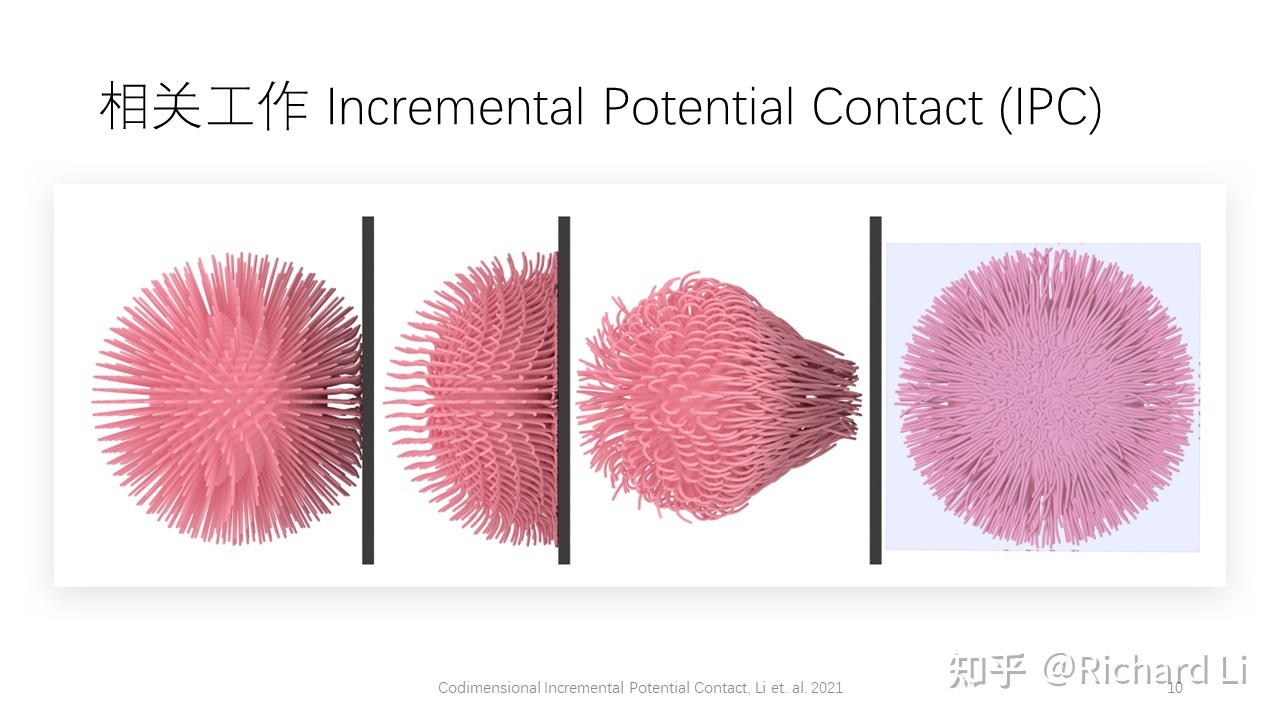 相关工作 Incremental Potential Contact (IPC)
Codimensional Incremental Potential Contact, Li et. al. 2021
10
知乎 @Richard Li